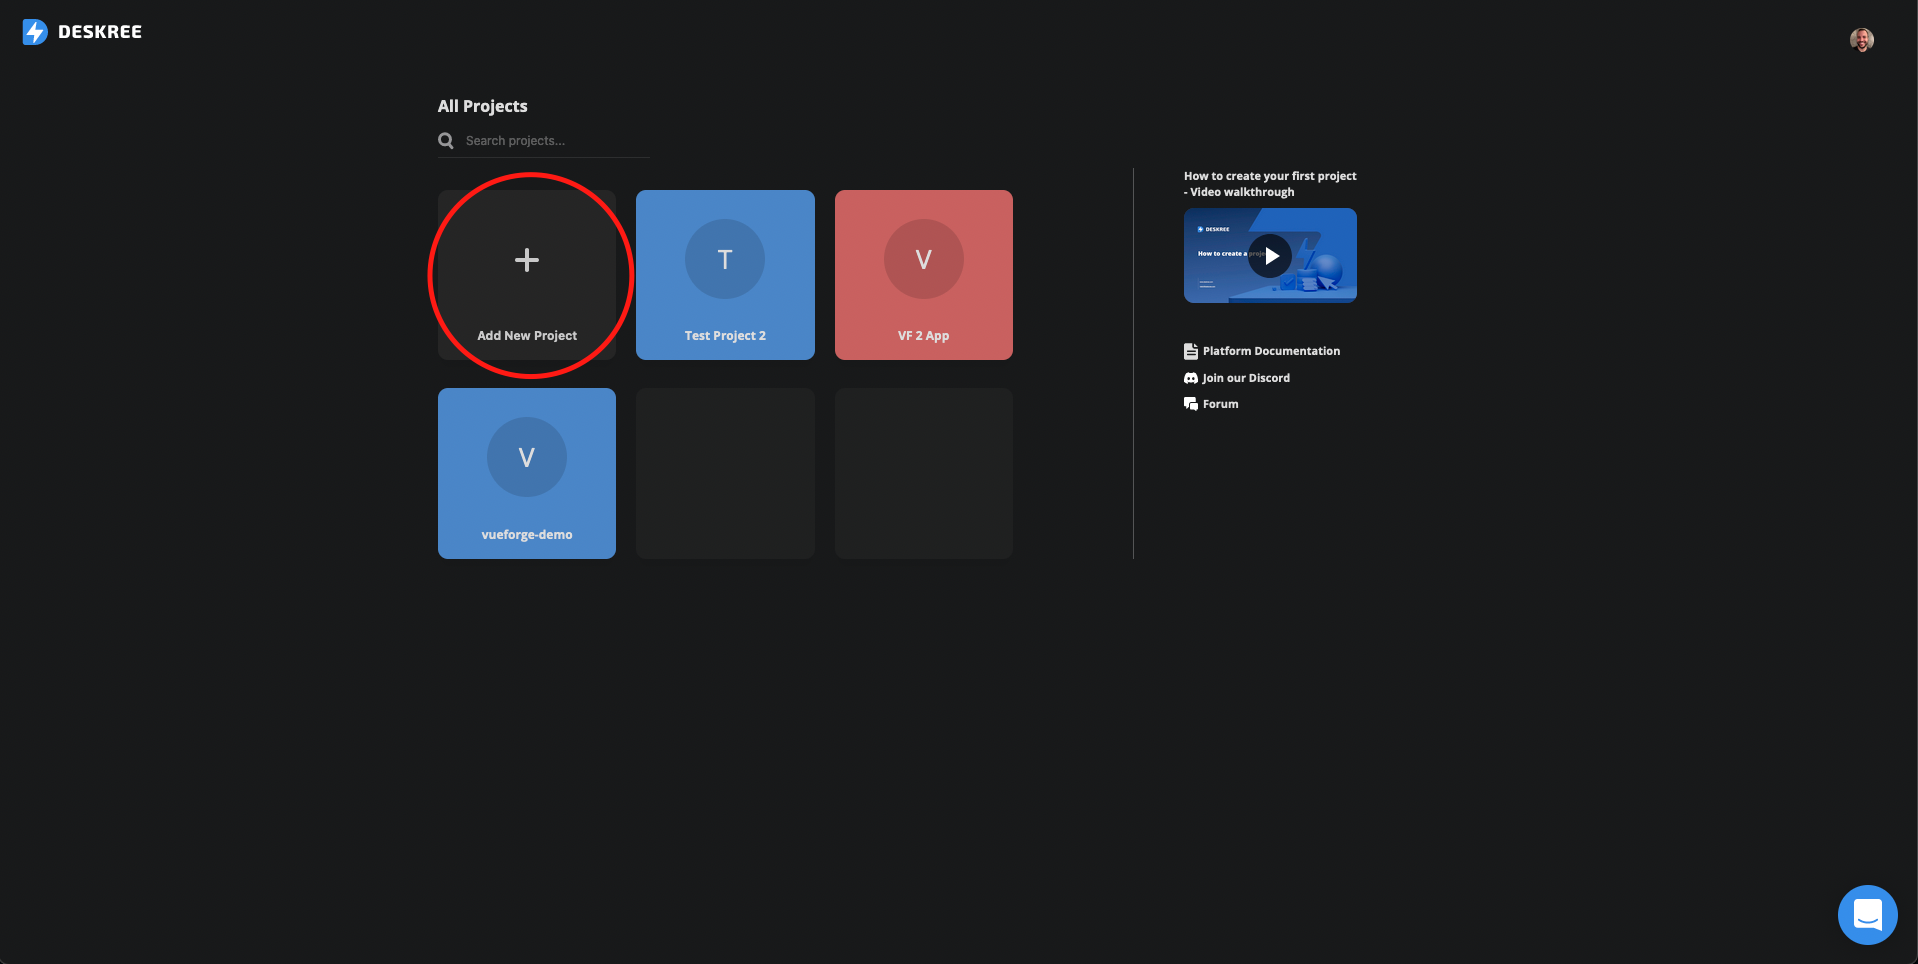 DESKREE
All Projects
Search projects...
Add New Project
T
Test Project 2
V
VF 2 App
V
vueforge-demo
How to create your first project
- Video walkthrough
DESKREE
How to create a project
Platform Documentation
Join our Discord
Forum